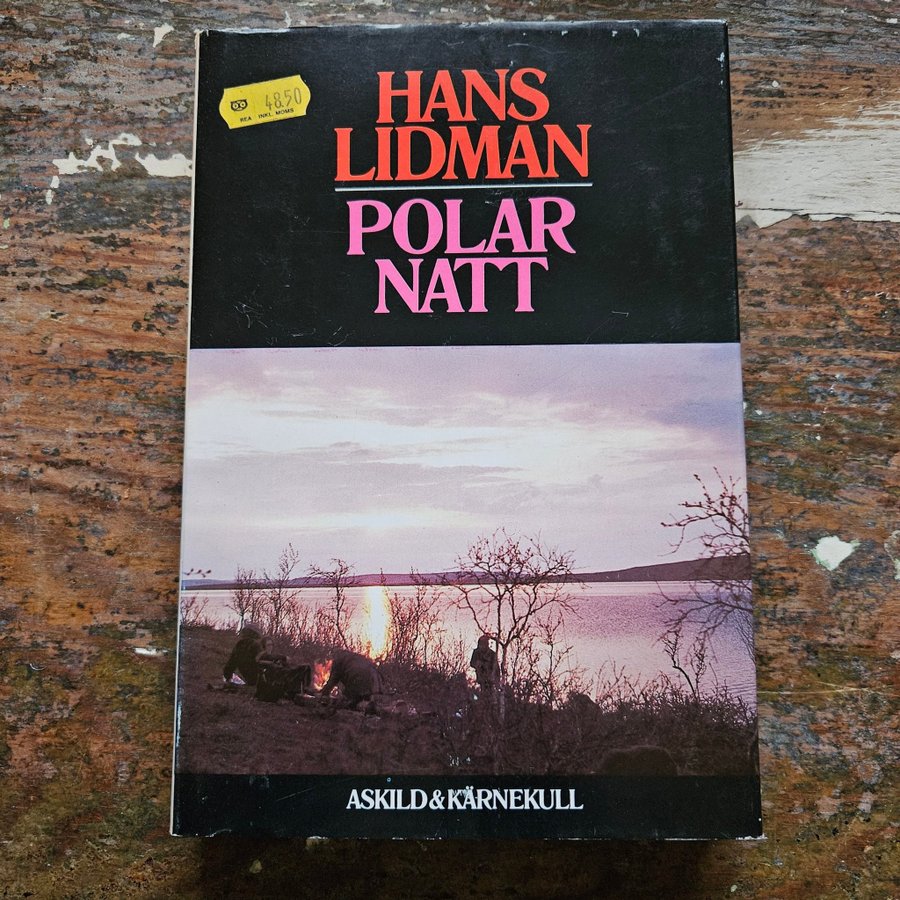 48.50
REA INKL. MOMS
HANS
LIDMAN
POLAR
NATT
ASKILD & KÄRNEKULL